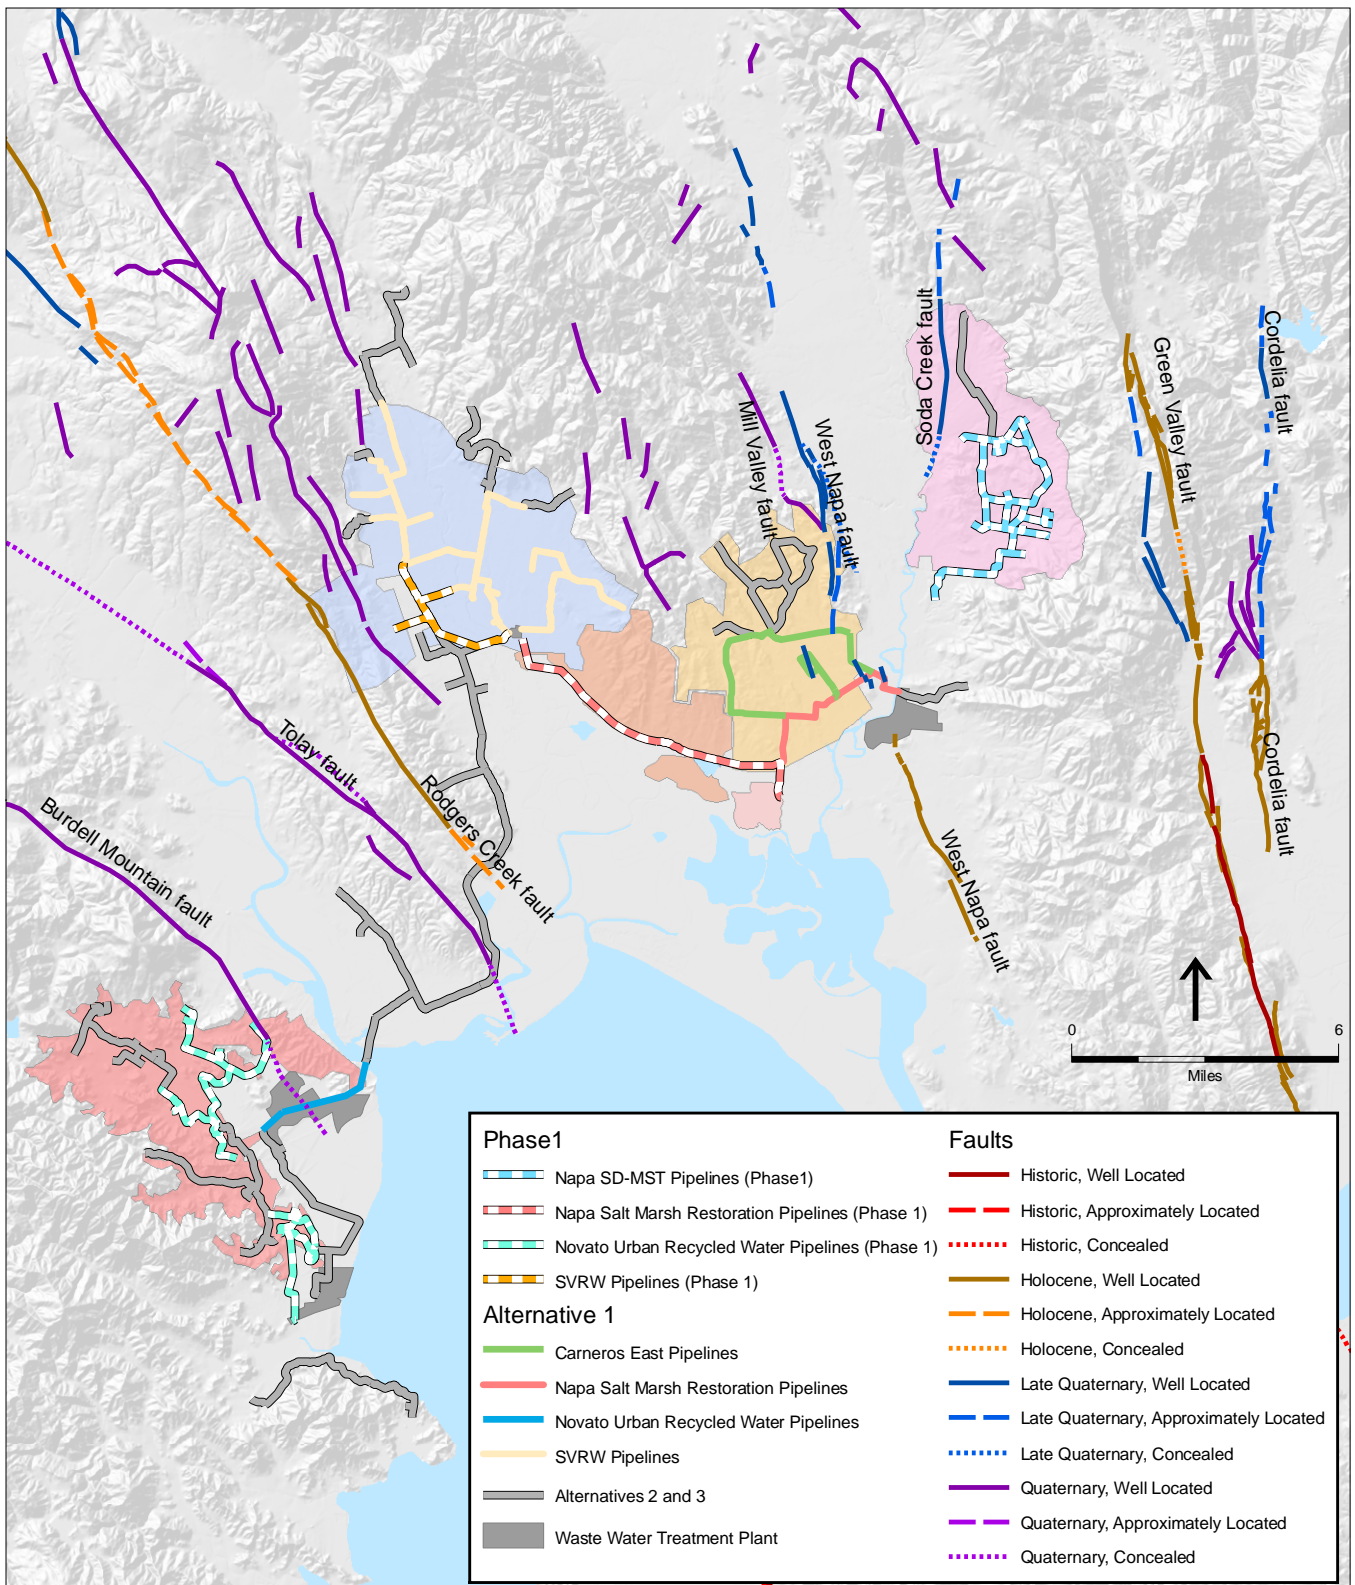 Soda Creek fault
Green Valley fault
Cordelia fault
Mill Valley fault
West Napa fault
Tolay fault
Rodgers Creek fault
Burdell Mountain fault
West Napa fault
Cordelia fault
0
6
Miles
Phase1
Napa SD-MST Pipelines (Phase1)
Napa Salt Marsh Restoration Pipelines (Phase 1)
Novato Urban Recycled Water Pipelines (Phase 1)
SVRW Pipelines (Phase 1)
Alternative 1
Carneros East Pipelines
Napa Salt Marsh Restoration Pipelines
Novato Urban Recycled Water Pipelines
SVRW Pipelines
Alternatives 2 and 3
Waste Water Treatment Plant
Faults
Historic, Well Located
Historic, Approximately Located
Historic, Concealed
Holocene, Well Located
Holocene, Approximately Located
Holocene, Concealed
Late Quaternary, Well Located
Late Quaternary, Approximately Located
Late Quaternary, Concealed
Quaternary, Well Located
Quaternary, Approximately Located
Quaternary, Concealed